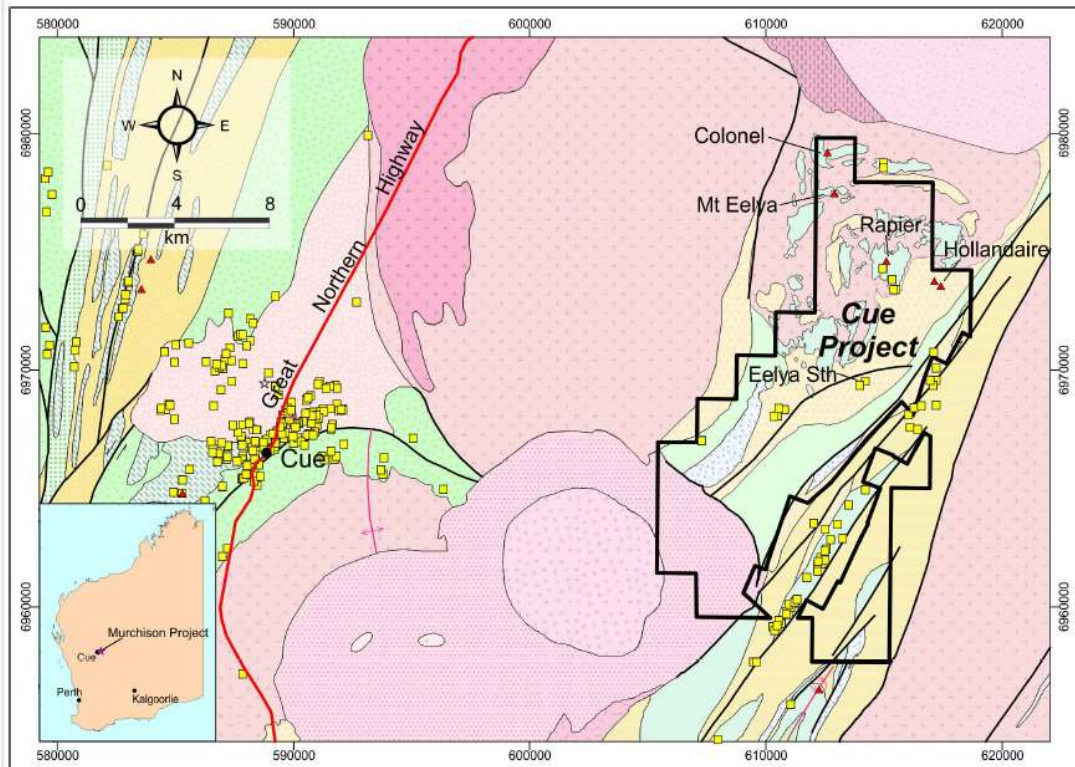 580000
590000
600000
610000
620000
6980000
6970000
6960000
6980000
6970000
6960000
N
W
E
S
0
4
8
km
Highway
Northern
Great
Cue
Colonel
Mt Eelya
Rapier
Hollandaire
Cue
Project
Eelya Sth
Murchison Project
Cue
Perth
Kalgoorlie
580000
590000
600000
610000
620000